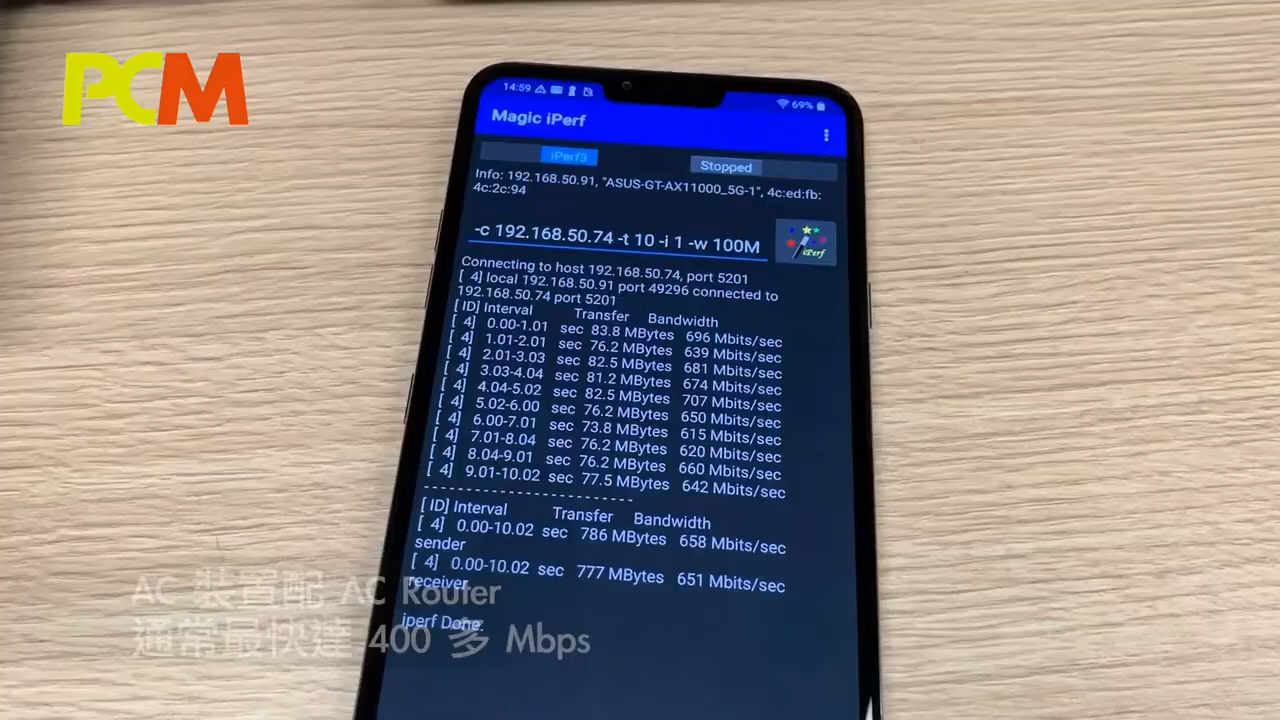 PCM
14:59
69%
Magic iPerf
iPerf3
Stopped
Info: 192.168.50.91, "ASUS-GT-AX11000_5G-1", 4c:ed:fb:
4c:2c:94
-c 192.168.50.74 -t 10 -i 1 -w 100M
iPerf
Connecting to host 192.168.50.74, port 5201
[ 4] local 192.168.50.91 port 49296 connected to
192.168.50.74 port 5201
[ ID] Interval Transfer Bandwidth
[ 4] 0.00-1.01 sec 83.8 MBytes 696 Mbits/sec
[ 4] 1.01-2.01 sec 76.2 MBytes 639 Mbits/sec
[ 4] 2.01-3.03 sec 82.5 MBytes 681 Mbits/sec
[ 4] 3.03-4.04 sec 81.2 MBytes 674 Mbits/sec
[ 4] 4.04-5.02 sec 82.5 MBytes 707 Mbits/sec
[ 4] 5.02-6.00 sec 76.2 MBytes 650 Mbits/sec
[ 4] 6.00-7.01 sec 73.8 MBytes 615 Mbits/sec
[ 4] 7.01-8.04 sec 76.2 MBytes 620 Mbits/sec
[ 4] 8.04-9.01 sec 76.2 MBytes 660 Mbits/sec
[ 4] 9.01-10.02 sec 77.5 MBytes 642 Mbits/sec
- - - - - - - - - - - - - - - - - - - - - - - - -
[ ID] Interval Transfer Bandwidth
[ 4] 0.00-10.02 sec 786 MBytes 658 Mbits/sec
sender
[ 4] 0.00-10.02 sec 777 MBytes 651 Mbits/sec
receiver
iperf Done.
AC 裝置配 AC Router
通常最快達 400 多 Mbps